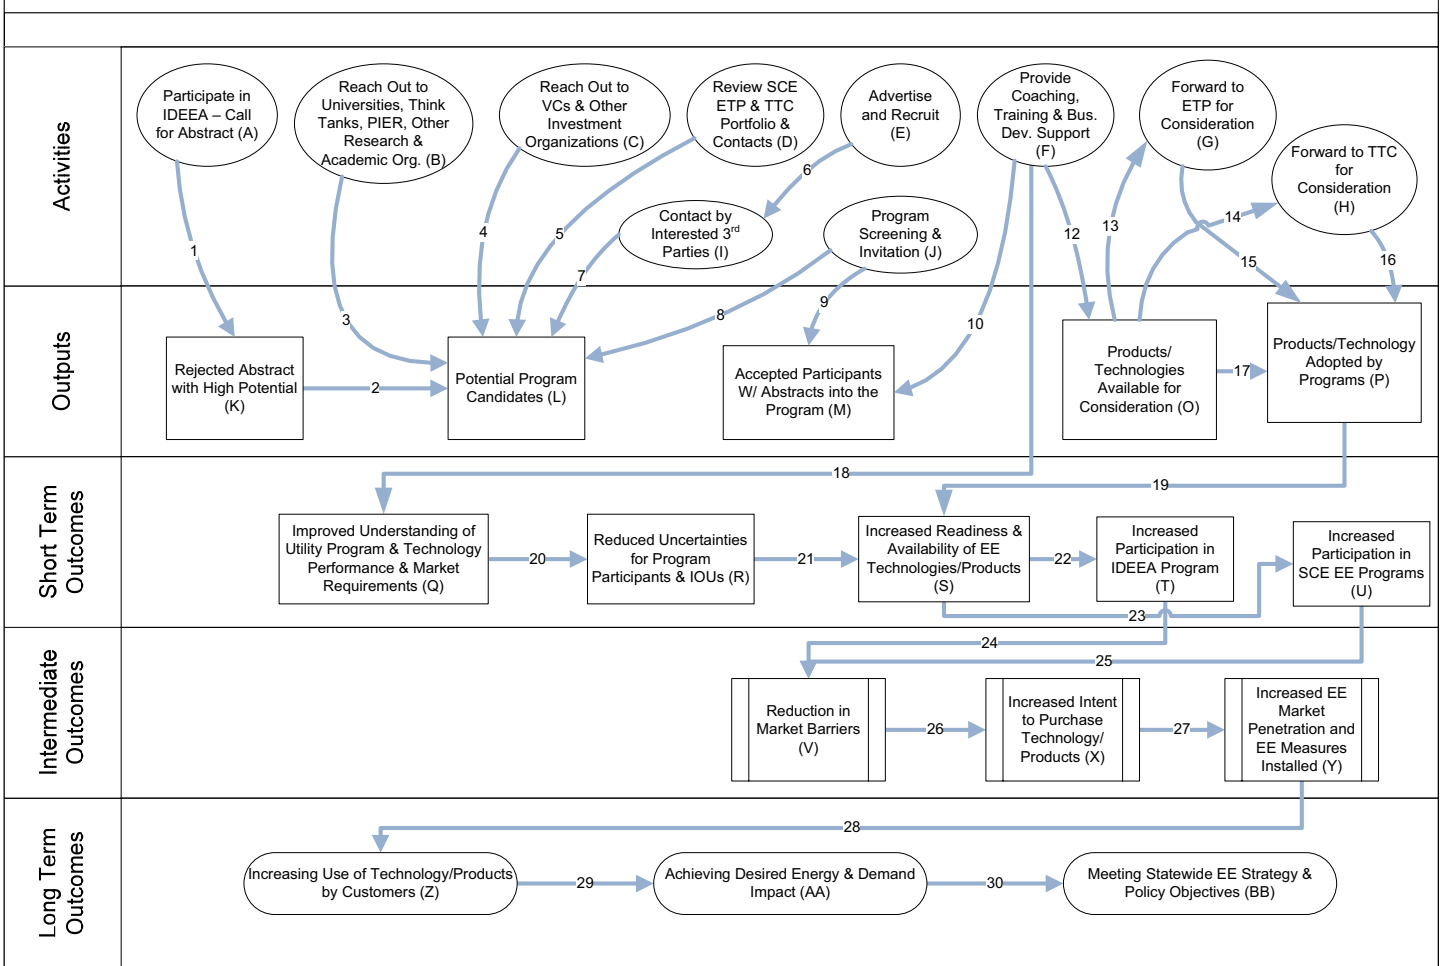 Activities
Participate in
IDEEA – Call
for Abstract (A)
Reach Out to
Universities, Think
Tanks, PIER, Other
Research &
Academic Org. (B)
Reach Out to
VCs & Other
Investment
Organizations (C)
Review SCE
ETP & TTC
Portfolio &
Contacts (D)
Advertise
and Recruit
(E)
Provide
Coaching,
Training & Bus.
Dev. Support
(F)
Forward to
ETP for
Consideration
(G)
Forward to TTC
for
Consideration
(H)
Contact by
Interested 3rd
Parties (I)
Program
Screening &
Invitation (J)
1
3
4
5
6
7
8
9
10
12
13
14
15
16
Outputs
Rejected Abstract
with High Potential
(K)
2
Potential Program
Candidates (L)
Accepted Participants
W/ Abstracts into the
Program (M)
Products/
Technologies
Available for
Consideration (O)
17
Products/Technology
Adopted by
Programs (P)
Short Term
Outcomes
18
19
Improved Understanding of
Utility Program & Technology
Performance & Market
Requirements (Q)
20
Reduced Uncertainties
for Program
Participants & IOUs (R)
21
Increased Readiness &
Availability of EE
Technologies/Products
(S)
22
Increased
Participation in
IDEEA Program
(T)
Increased
Participation in
SCE EE Programs
(U)
23
Intermediate
Outcomes
24
25
Reduction in
Market Barriers
(V)
26
Increased Intent
to Purchase
Technology/
Products (X)
27
Increased EE
Market
Penetration and
EE Measures
Installed (Y)
Long Term
Outcomes
28
Increasing Use of Technology/Products
by Customers (Z)
29
Achieving Desired Energy & Demand
Impact (AA)
30
Meeting Statewide EE Strategy &
Policy Objectives (BB)